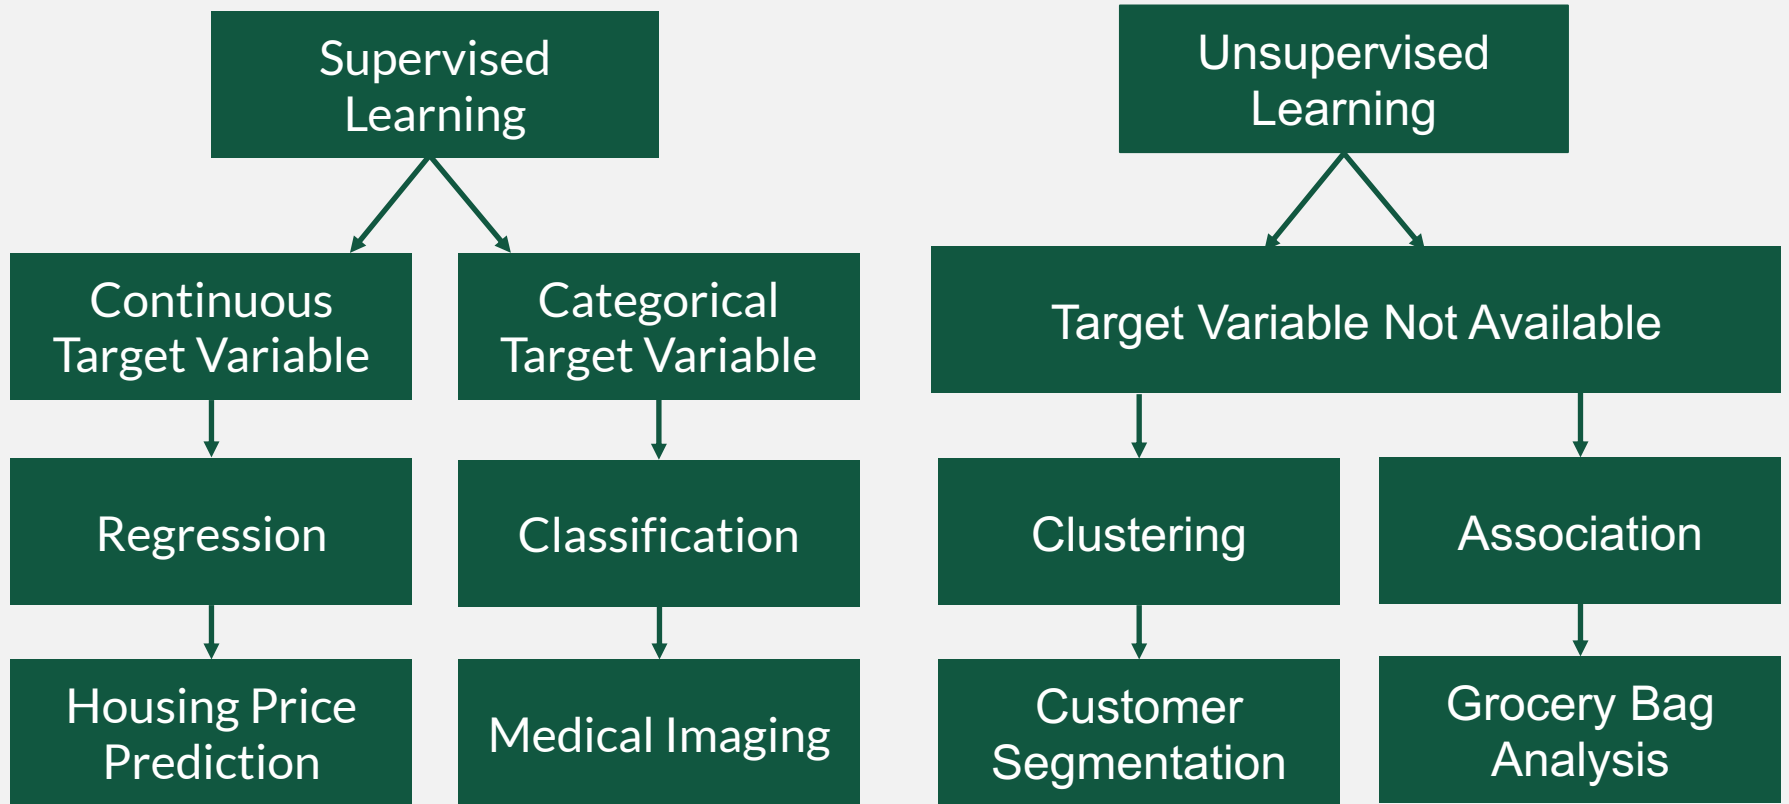 Supervised
Learning
Unsupervised
Learning
Continuous
Target Variable
Categorical
Target Variable
Target Variable Not Available
Regression
Classification
Clustering
Association
Housing Price
Prediction
Medical Imaging
Customer
Segmentation
Grocery Bag
Analysis